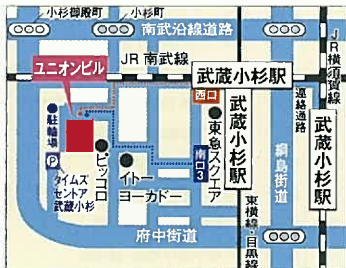 小杉御殿町
小杉町
南武沿線道路
JR 南武線
ユニオンビル
武蔵小杉駅
西口
JR横須賀線
連絡通路
駐輪場
P
タイムズ
セントア
武蔵小杉
ピッコロ
イトー
ヨーカドー
東急スクエア
南口3
武蔵小杉駅
綱島街道
武蔵小杉駅
府中街道
東横線・目黒線